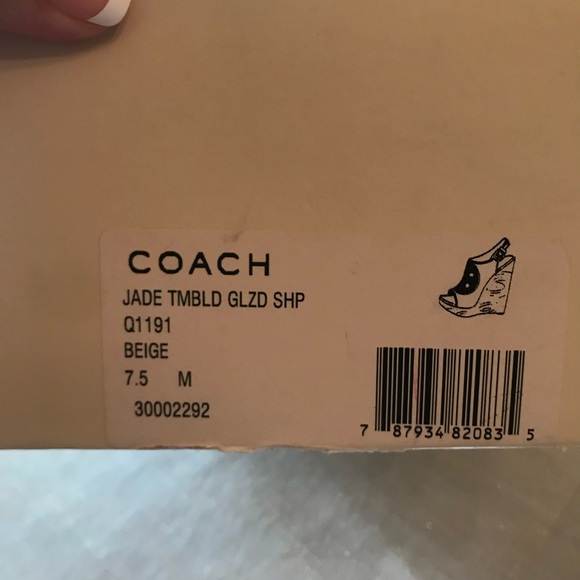 COACH
JADE TMBLD GLZD SHP
Q1191
BEIGE
7.5 M
30002292
7 87934 82083 5